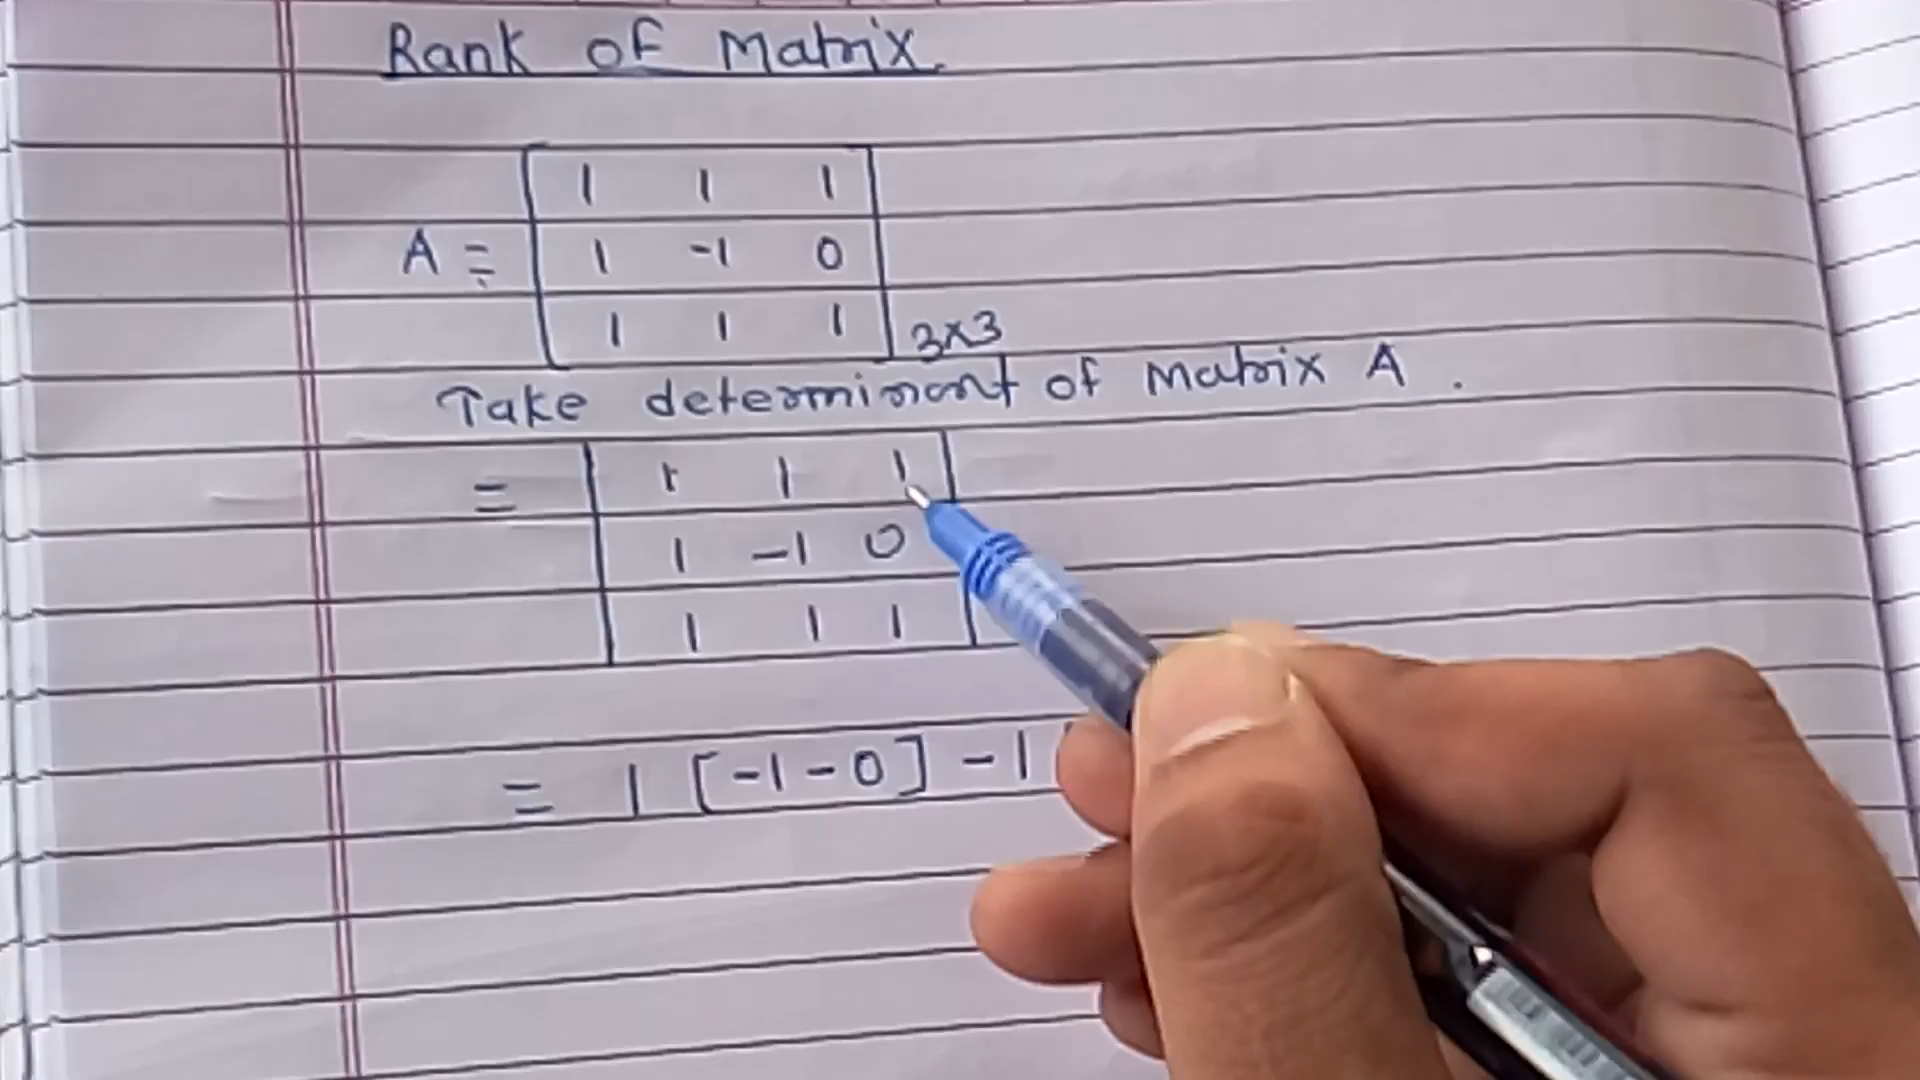 Rank of Matrix.
1 1 1
A = 1 -1 0
1 1 1 3x3
Take determinant of Matrix A .
= 1 1 1
1 -1 0
1 1 1
= 1 [-1-0] -1